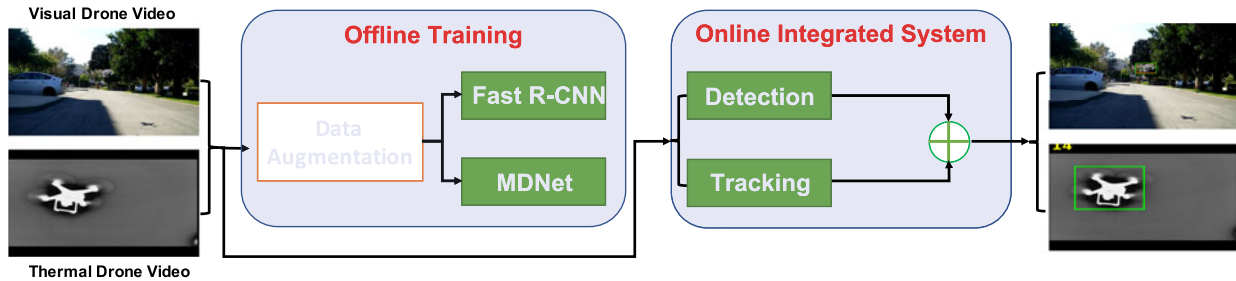 Visual Drone Video
Offline Training
Online Integrated System
Fast R-CNN
Detection
Data
Augmentation
MDNet
Tracking
14
Thermal Drone Video